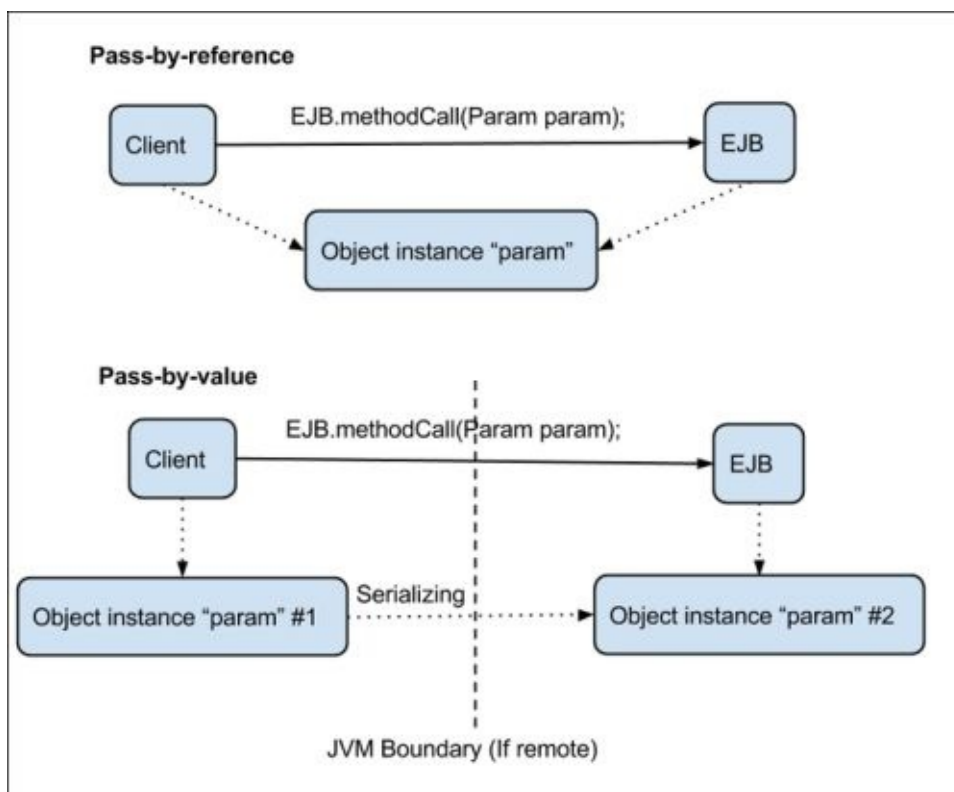 Pass-by-reference
EJB.methodCall(Param param);
Client
EJB
Object instance “param”
Pass-by-value
EJB.methodCall(Param param);
Client
EJB
Serializing
Object instance “param” #1
Object instance “param” #2
JVM Boundary (If remote)